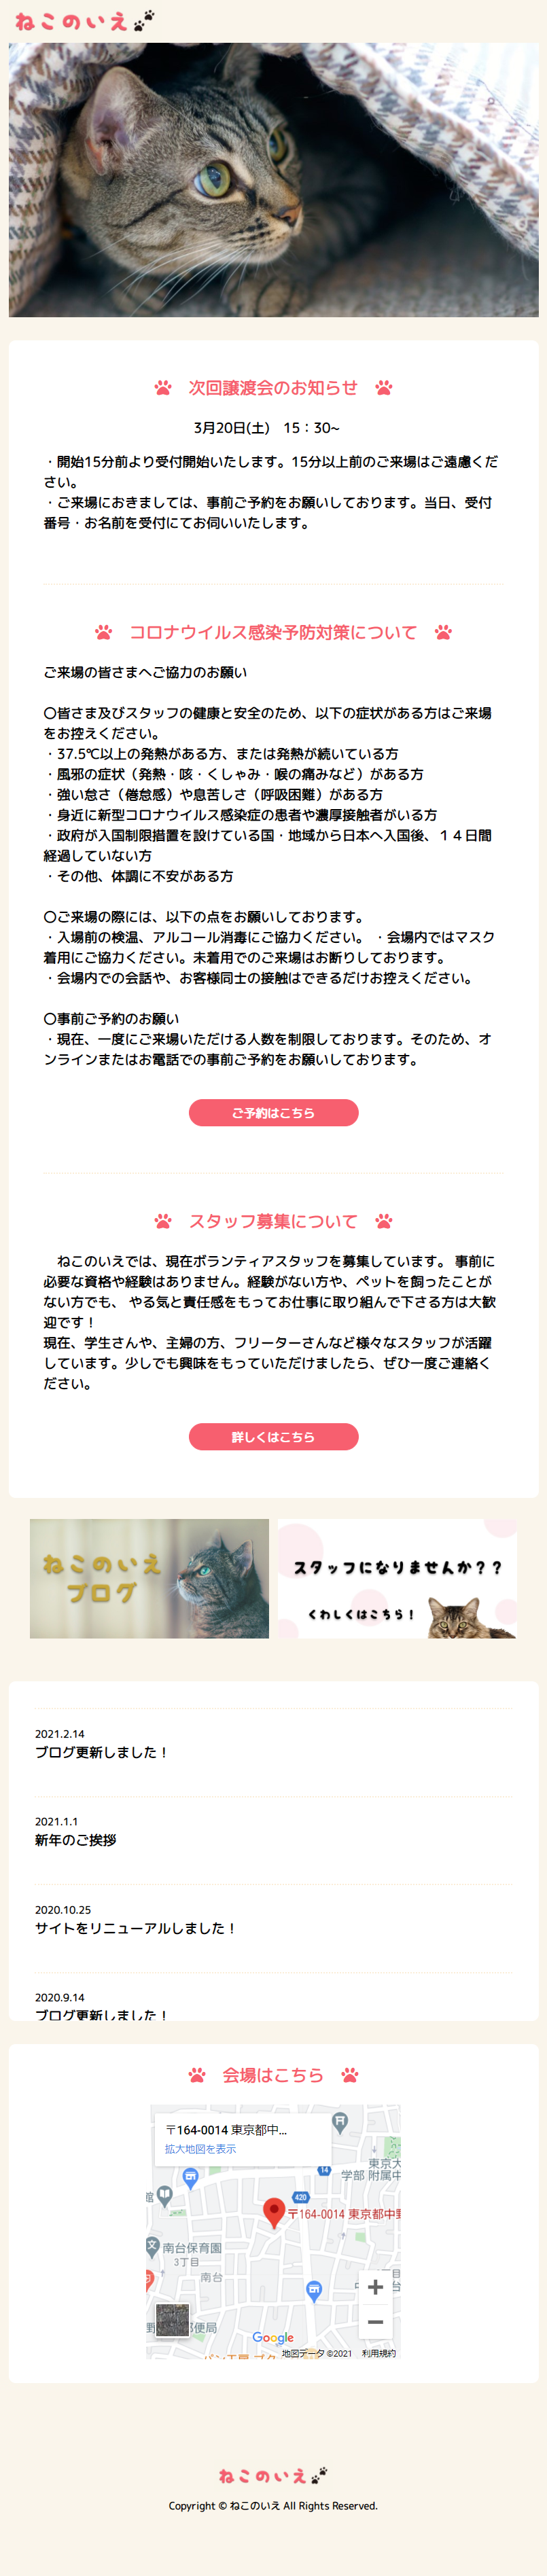 ねこのいえ
次回譲渡会のお知らせ
3月20日(土)　15：30~
・開始15分前より受付開始いたします。15分以上前のご来場はご遠慮くだ
さい。
・ご来場におきましては、事前ご予約をお願いしております。当日、受付
番号・お名前を受付にてお伺いいたします。
コロナウイルス感染予防対策について
ご来場の皆さまへご協力のお願い
〇皆さま及びスタッフの健康と安全のため、以下の症状がある方はご来場
をお控えください。
・37.5℃以上の発熱がある方、または発熱が続いている方
・風邪の症状（発熱・咳・くしゃみ・喉の痛みなど）がある方
・強い怠さ（倦怠感）や息苦しさ（呼吸困難）がある方
・身近に新型コロナウイルス感染症の患者や濃厚接触者がいる方
・政府が入国制限措置を設けている国・地域から日本へ入国後、１４日間
経過していない方
・その他、体調に不安がある方
〇ご来場の際には、以下の点をお願いしております。
・入場前の検温、アルコール消毒にご協力ください。 ・会場内ではマスク
着用にご協力ください。未着用でのご来場はお断りしております。
・会場内での会話や、お客様同士の接触はできるだけお控えください。
〇事前ご予約のお願い
・現在、一度にご来場いただける人数を制限しております。そのため、オ
ンラインまたはお電話での事前ご予約をお願いしております。
ご予約はこちら
スタッフ募集について
　ねこのいえでは、現在ボランティアスタッフを募集しています。 事前に
必要な資格や経験はありません。経験がない方や、ペットを飼ったことが
ない方でも、 やる気と責任感をもってお仕事に取り組んで下さる方は大歓
迎です！
現在、学生さんや、主婦の方、フリーターさんなど様々なスタッフが活躍
しています。少しでも興味をもっていただけましたら、ぜひ一度ご連絡く
ださい。
詳しくはこちら
ねこのいえ
ブログ
スタッフになりませんか？？
くわしくはこちら！
2021.2.14
ブログ更新しました！
2021.1.1
新年のご挨拶
2020.10.25
サイトをリニューアルしました！
2020.9.14
ブログ更新しました！
会場はこちら
〒164-0014 東京都中...
拡大地図を表示
東京大
学部 附属中
14
420
館
〒164-0014 東京都中野
南台保育園
3丁目
南台
郵便局
Google
地図データ ©2021　利用規約
ねこのいえ
Copyright © ねこのいえ All Rights Reserved.